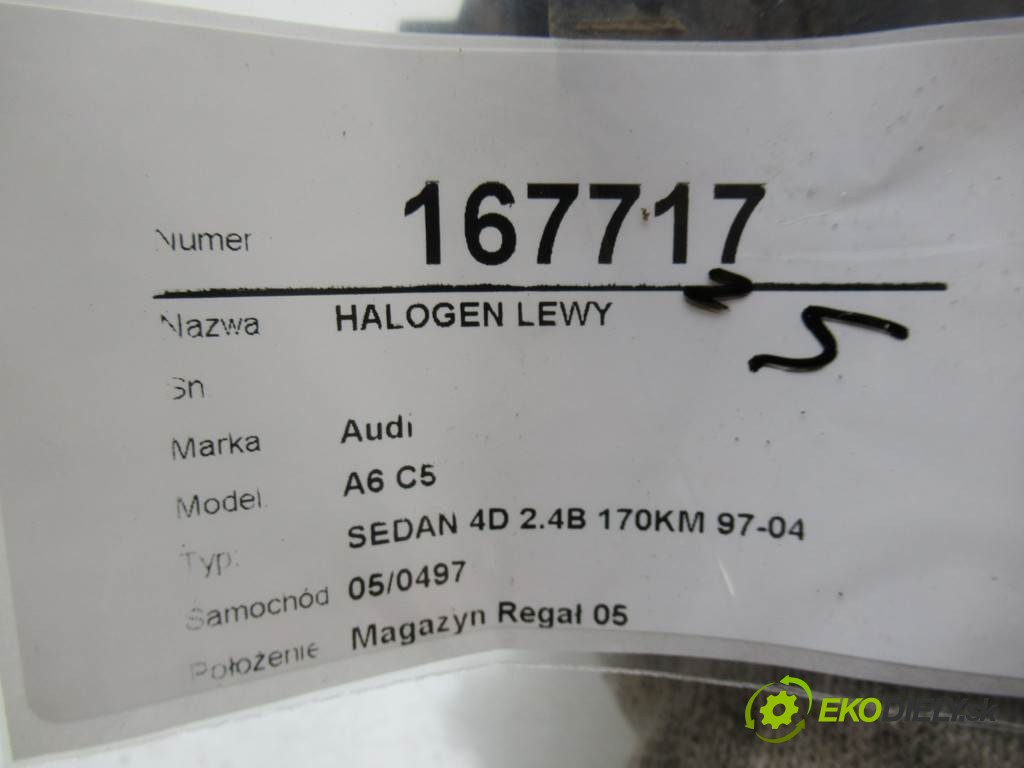 Numer 167717
Nazwa HALOGEN LEWY
Sn
Marka Audi
Model. A6 C5
Typ: SEDAN 4D 2.4B 170KM 97-04
Samochód 05/0497
Położenie Magazyn Regał 05
EKODIELY.sk